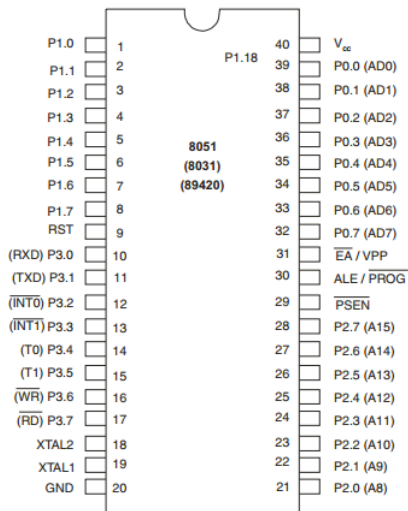 P1.0 1 40 Vcc
P1.18
P1.1 2 39 P0.0 (AD0)
P1.2 3 38 P0.1 (AD1)
P1.3 4 37 P0.2 (AD2)
P1.4 5 36 P0.3 (AD3)
8051
P1.5 6 35 P0.4 (AD4)
(8031)
P1.6 7 34 P0.5 (AD5)
(89420)
P1.7 8 33 P0.6 (AD6)
RST 9 32 P0.7 (AD7)
(RXD) P3.0 10 31 EA / VPP
(TXD) P3.1 11 30 ALE / PROG
(INT0) P3.2 12 29 PSEN
(INT1) P3.3 13 28 P2.7 (A15)
(T0) P3.4 14 27 P2.6 (A14)
(T1) P3.5 15 26 P2.5 (A13)
(WR) P3.6 16 25 P2.4 (A12)
(RD) P3.7 17 24 P2.3 (A11)
XTAL2 18 23 P2.2 (A10)
XTAL1 19 22 P2.1 (A9)
GND 20 21 P2.0 (A8)